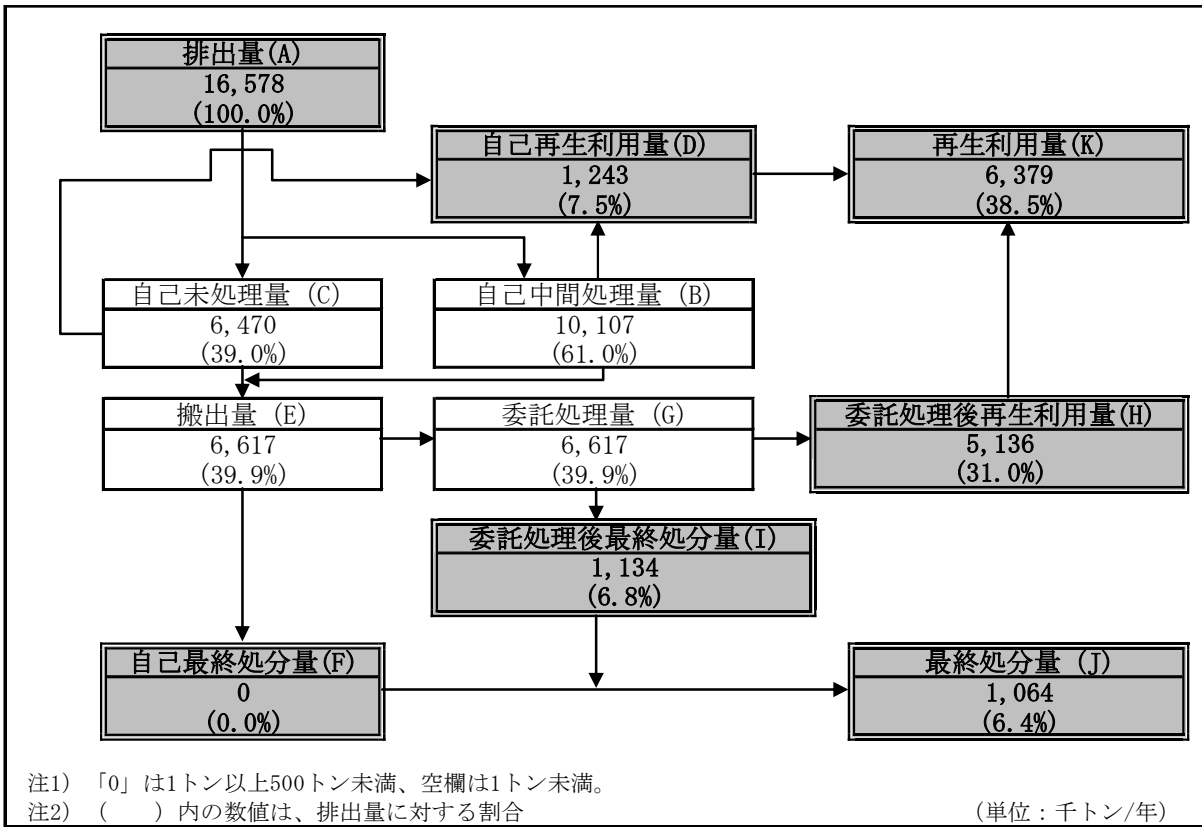 排出量(A)
16,578
(100.0%)
自己再生利用量(D)
1,243
(7.5%)
再生利用量(K)
6,379
(38.5%)
自己未処理量 (C)
6,470
(39.0%)
自己中間処理量 (B)
10,107
(61.0%)
搬出量 (E)
6,617
(39.9%)
委託処理量 (G)
6,617
(39.9%)
委託処理後再生利用量(H)
5,136
(31.0%)
委託処理後最終処分量(I)
1,134
(6.8%)
自己最終処分量(F)
0
(0.0%)
最終処分量 (J)
1,064
(6.4%)
注1) 「0」は1トン以上500トン未満、空欄は1トン未満。
注2) (　　)内の数値は、排出量に対する割合
(単位：千トン/年)